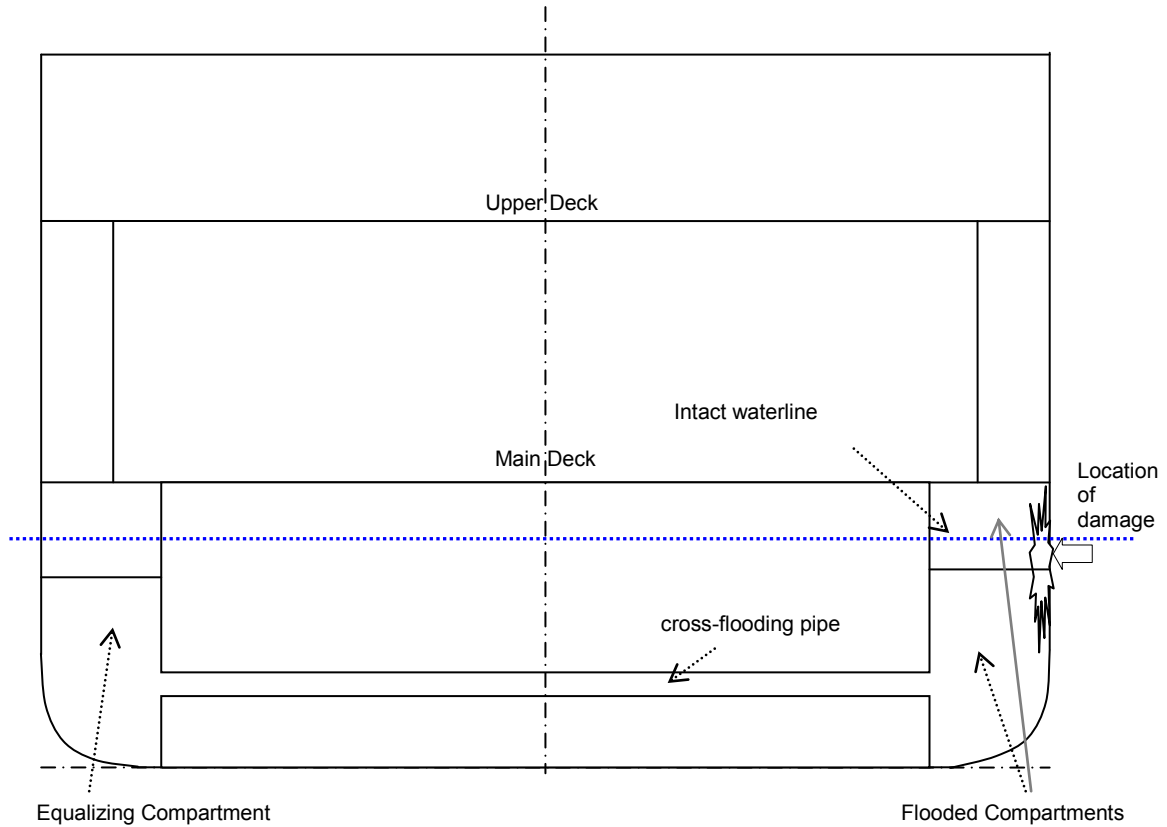 Upper Deck
Intact waterline
Main Deck
Location
of
damage
cross-flooding pipe
Equalizing Compartment
Flooded Compartments